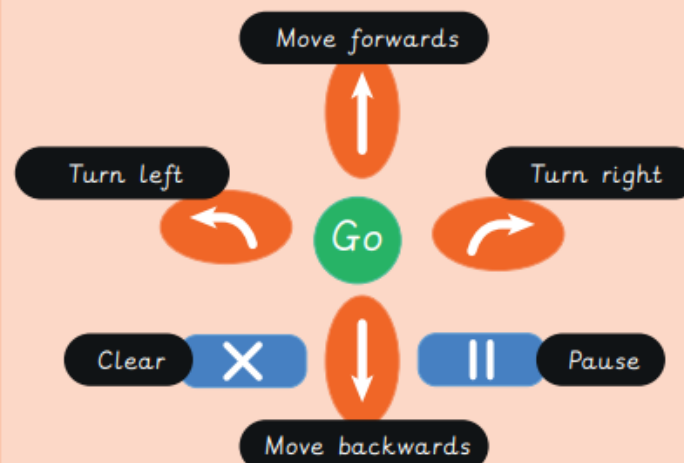 Move forwards
Turn left
Turn right
Go
Clear
Pause
Move backwards